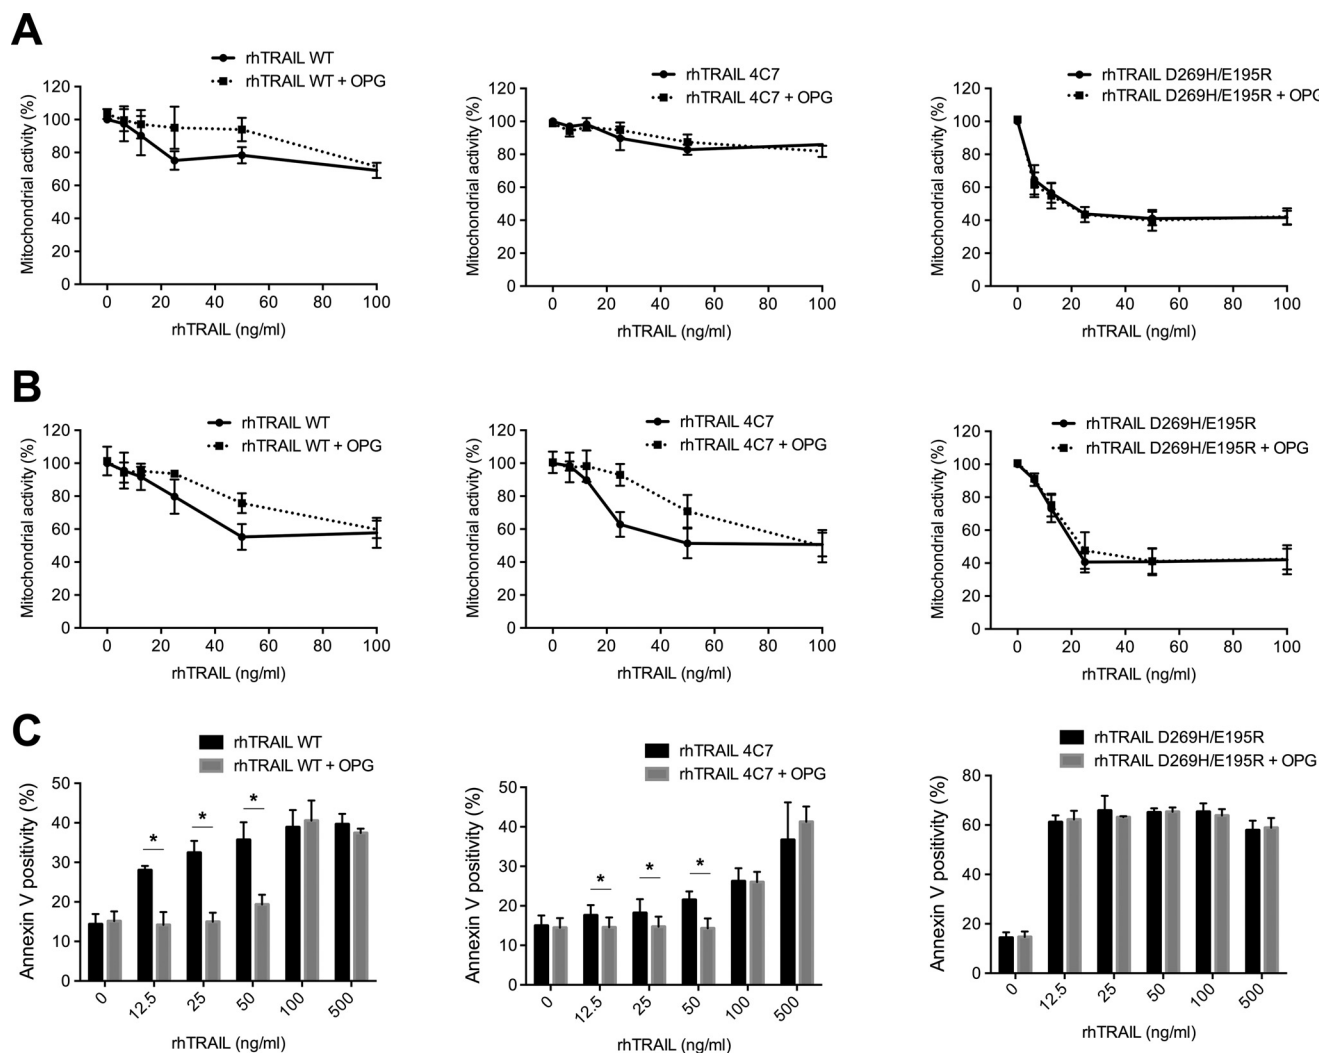 A
rhTRAIL WT
rhTRAIL WT + OPG
120
100
80
60
40
20
0
Mitochondrial activity (%)
0 20 40 60 80 100
rhTRAIL (ng/ml)
rhTRAIL 4C7
rhTRAIL 4C7 + OPG
120
100
80
60
40
20
0
Mitochondrial activity (%)
0 20 40 60 80 100
rhTRAIL (ng/ml)
rhTRAIL D269H/E195R
rhTRAIL D269H/E195R + OPG
120
100
80
60
40
20
0
Mitochondrial activity (%)
0 20 40 60 80 100
rhTRAIL (ng/ml)
B
rhTRAIL WT
rhTRAIL WT + OPG
120
100
80
60
40
20
0
Mitochondrial activity (%)
0 20 40 60 80 100
rhTRAIL (ng/ml)
rhTRAIL 4C7
rhTRAIL 4C7 + OPG
120
100
80
60
40
20
0
Mitochondrial activity (%)
0 20 40 60 80 100
rhTRAIL (ng/ml)
rhTRAIL D269H/E195R
rhTRAIL D269H/E195R + OPG
120
100
80
60
40
20
0
Mitochondrial activity (%)
0 20 40 60 80 100
rhTRAIL (ng/ml)
C
rhTRAIL WT
rhTRAIL WT + OPG
50
40
30
20
10
0
Annexin V positivity (%)
* * *
0 12.5 25 50 100 500
rhTRAIL (ng/ml)
rhTRAIL 4C7
rhTRAIL 4C7 + OPG
50
40
30
20
10
0
Annexin V positivity (%)
* * *
0 12.5 25 50 100 500
rhTRAIL (ng/ml)
rhTRAIL D269H/E195R
rhTRAIL D269H/E195R + OPG
80
60
40
20
0
Annexin V positivity (%)
0 12.5 25 50 100 500
rhTRAIL (ng/ml)